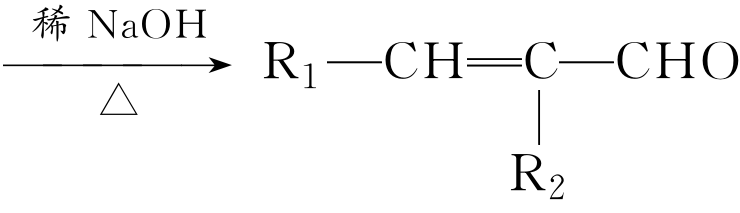 稀 NaOH
△
R₁—CH=C—CHO
R₂